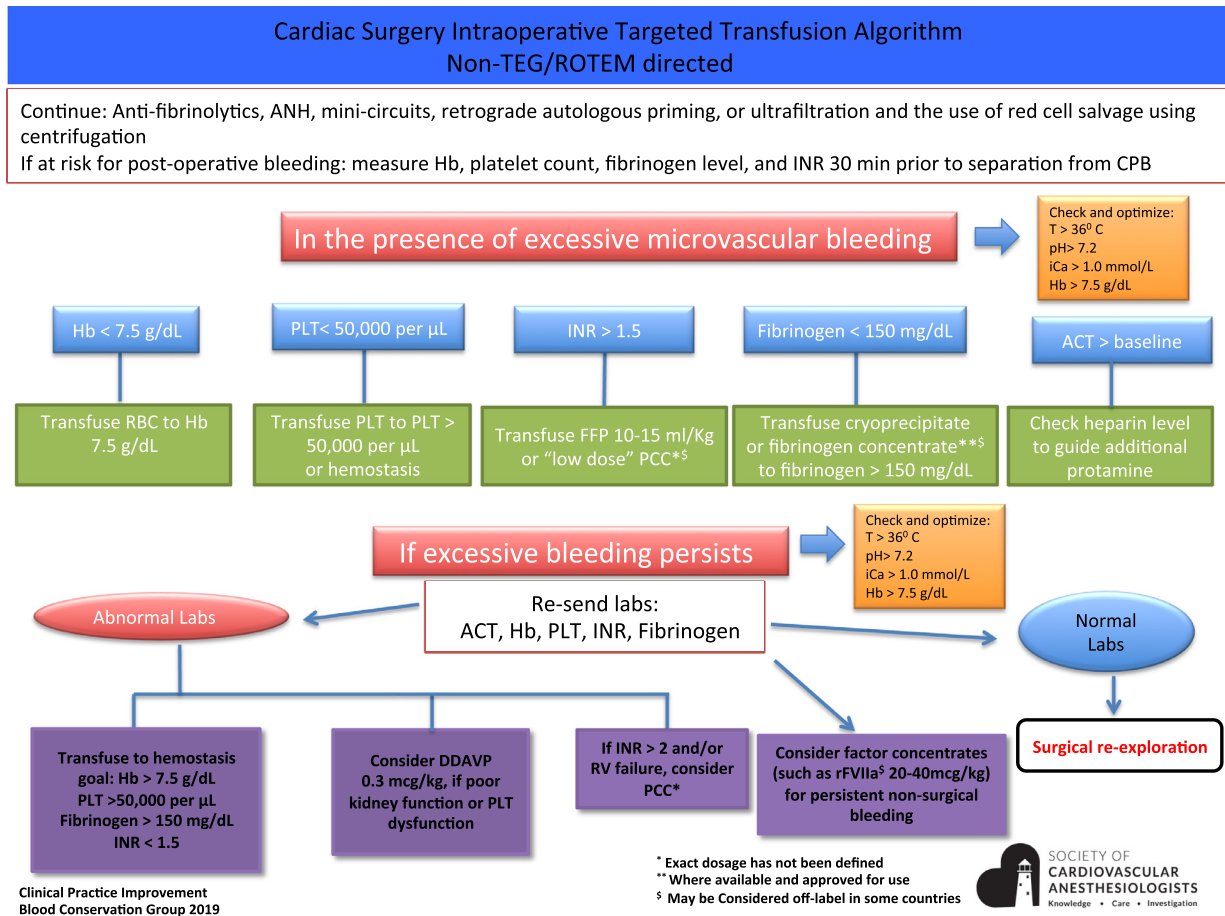 Cardiac Surgery Intraoperative Targeted Transfusion Algorithm
Non-TEG/ROTEM directed
Continue: Anti-fibrinolytics, ANH, mini-circuits, retrograde autologous priming, or ultrafiltration and the use of red cell salvage using
centrifugation
If at risk for post-operative bleeding: measure Hb, platelet count, fibrinogen level, and INR 30 min prior to separation from CPB
In the presence of excessive microvascular bleeding
Check and optimize:
T > 36⁰ C
pH> 7.2
iCa > 1.0 mmol/L
Hb > 7.5 g/dL
Hb < 7.5 g/dL
PLT< 50,000 per µL
INR > 1.5
Fibrinogen < 150 mg/dL
ACT > baseline
Transfuse RBC to Hb
7.5 g/dL
Transfuse PLT to PLT >
50,000 per µL
or hemostasis
Transfuse FFP 10-15 ml/Kg
or “low dose” PCC*$
Transfuse cryoprecipitate
or fibrinogen concentrate**$
to fibrinogen > 150 mg/dL
Check heparin level
to guide additional
protamine
If excessive bleeding persists
Check and optimize:
T > 36⁰ C
pH> 7.2
iCa > 1.0 mmol/L
Hb > 7.5 g/dL
Re-send labs:
ACT, Hb, PLT, INR, Fibrinogen
Abnormal Labs
Normal
Labs
Transfuse to hemostasis
goal: Hb > 7.5 g/dL
PLT >50,000 per µL
Fibrinogen > 150 mg/dL
INR < 1.5
Consider DDAVP
0.3 mcg/kg, if poor
kidney function or PLT
dysfunction
If INR > 2 and/or
RV failure, consider
PCC*
Consider factor concentrates
(such as rFVIIa$ 20-40mcg/kg)
for persistent non-surgical
bleeding
Surgical re-exploration
* Exact dosage has not been defined
** Where available and approved for use
$ May be Considered off-label in some countries
Clinical Practice Improvement
Blood Conservation Group 2019
SOCIETY OF
CARDIOVASCULAR
ANESTHESIOLOGISTS
Knowledge • Care • Investigation